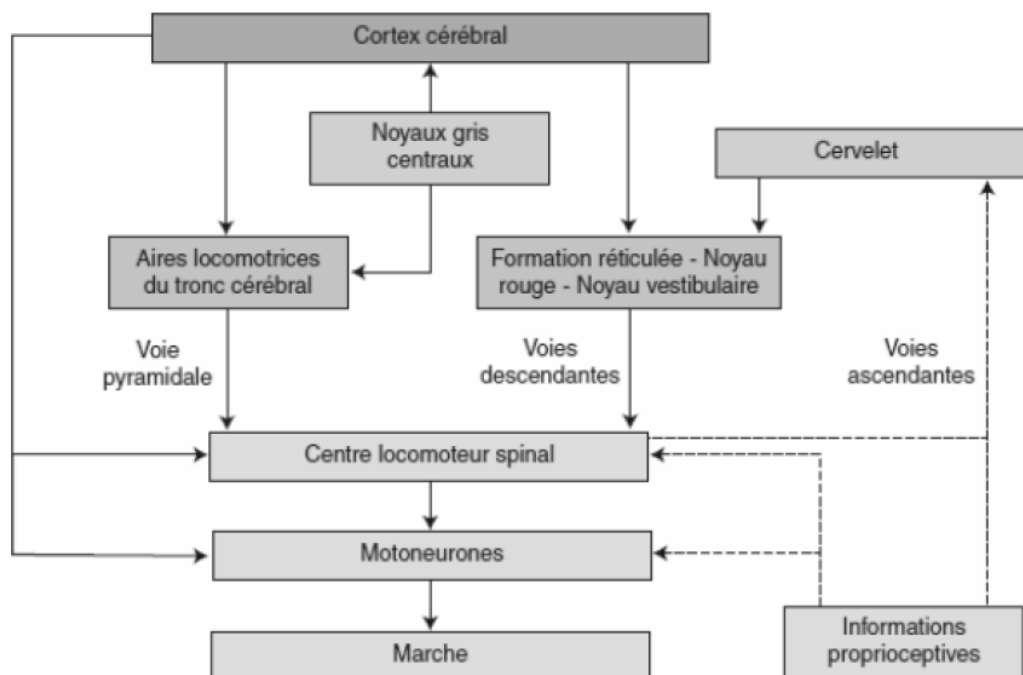 Cortex cérébral
Noyaux gris
centraux
Cervelet
Aires locomotrices
du tronc cérébral
Formation réticulée - Noyau
rouge - Noyau vestibulaire
Voie
pyramidale
Voies
descendantes
Voies
ascendantes
Centre locomoteur spinal
Motoneurones
Marche
Informations
proprioceptives